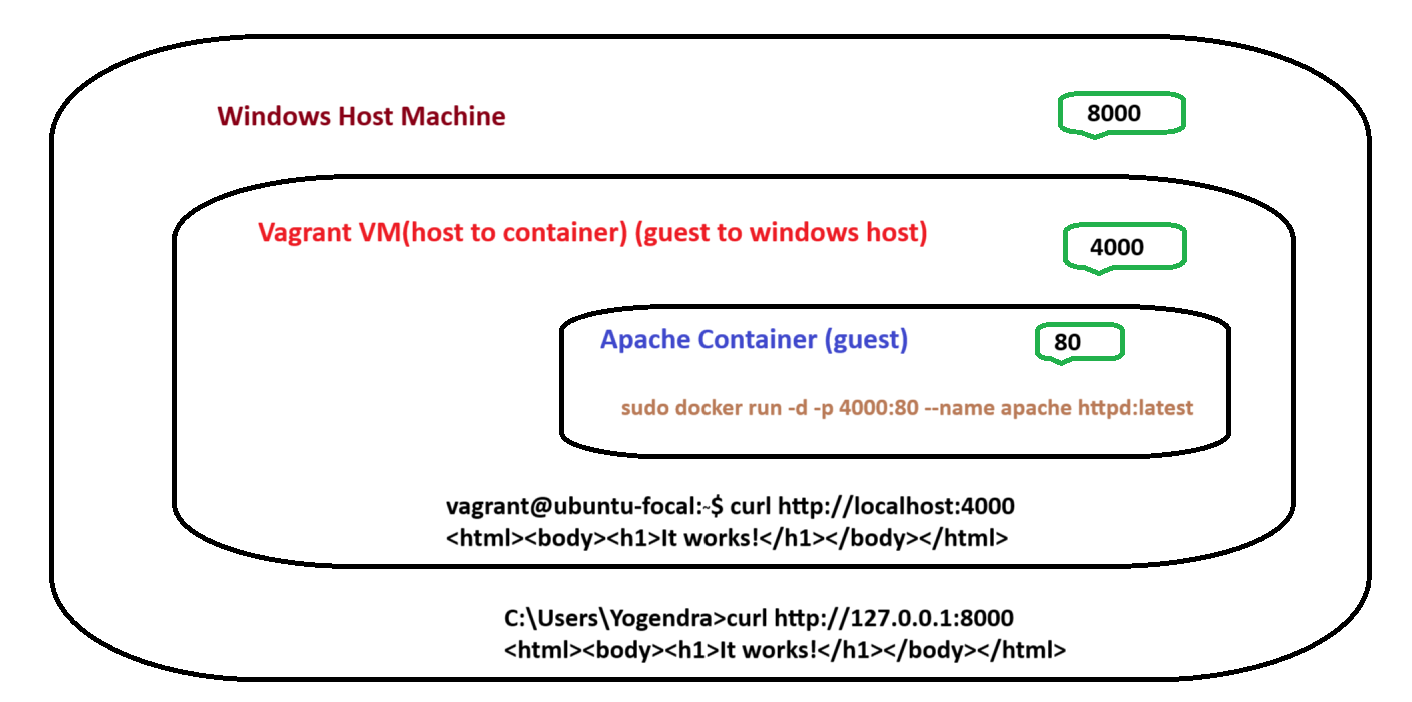 Windows Host Machine
8000
Vagrant VM(host to container) (guest to windows host)
4000
Apache Container (guest)
80
sudo docker run -d -p 4000:80 --name apache httpd:latest
vagrant@ubuntu-focal:~$ curl http://localhost:4000
<html><body><h1>It works!</h1></body></html>
C:\Users\Yogendra>curl http://127.0.0.1:8000
<html><body><h1>It works!</h1></body></html>